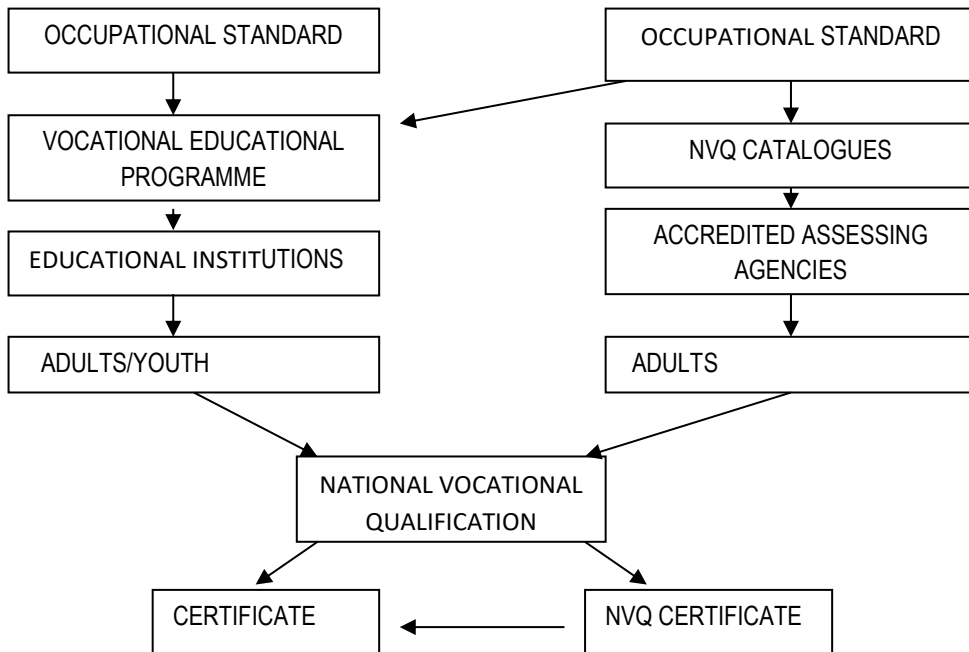 OCCUPATIONAL STANDARD
OCCUPATIONAL STANDARD
VOCATIONAL EDUCATIONAL
PROGRAMME
NVQ CATALOGUES
EDUCATIONAL INSTITUTIONS
ACCREDITED ASSESSING
AGENCIES
ADULTS/YOUTH
ADULTS
NATIONAL VOCATIONAL
QUALIFICATION
CERTIFICATE
NVQ CERTIFICATE